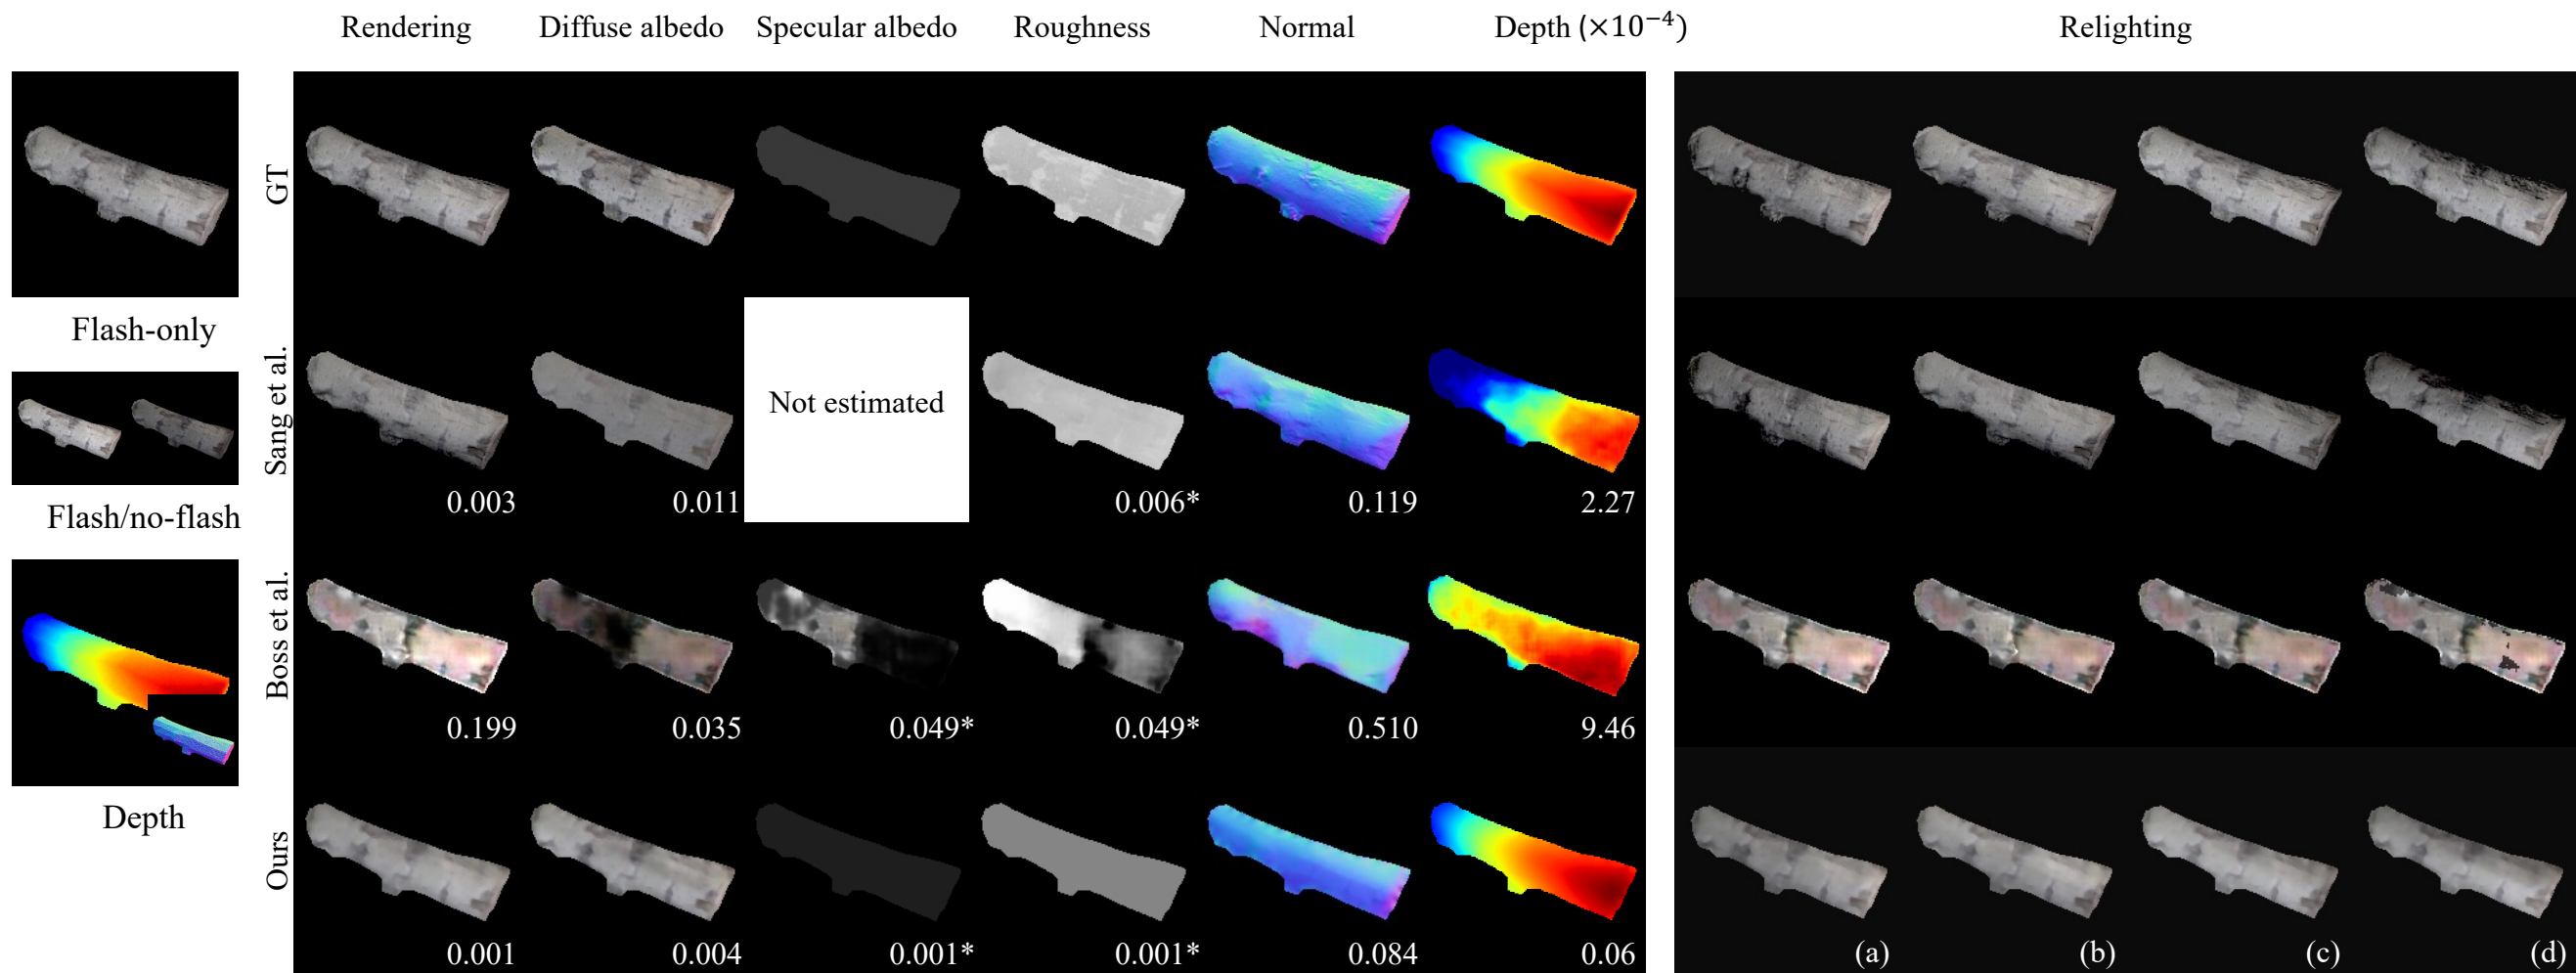 Rendering Diffuse albedo Specular albedo Roughness Normal Depth (×10⁻⁴) Relighting
GT
Flash-only
Sang et al.
Not estimated
0.003 0.011 0.006* 0.119 2.27
Flash/no-flash
Boss et al.
0.199 0.035 0.049* 0.049* 0.510 9.46
Depth
Ours
0.001 0.004 0.001* 0.001* 0.084 0.06 (a) (b) (c) (d)